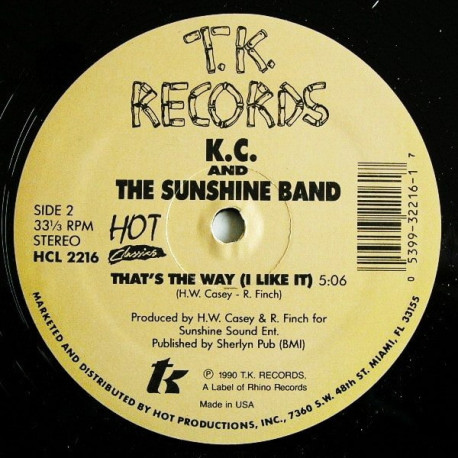 T.K.
RECORDS
K.C.
AND
THE SUNSHINE BAND
SIDE 2
33⅓ RPM
STEREO
HCL 2216
HOT
Classics
THAT'S THE WAY (I LIKE IT) 5:06
(H.W. Casey - R. Finch)
Produced by H.W. Casey & R. Finch for
Sunshine Sound Ent.
Published by Sherlyn Pub (BMI)
tk
℗ 1990 T.K. RECORDS.
A Label of Rhino Records
Made in USA
0 5399-32216-1 7
MARKETED AND DISTRIBUTED BY HOT PRODUCTIONS, INC., 7360 S.W. 48th ST. MIAMI, FL 33155